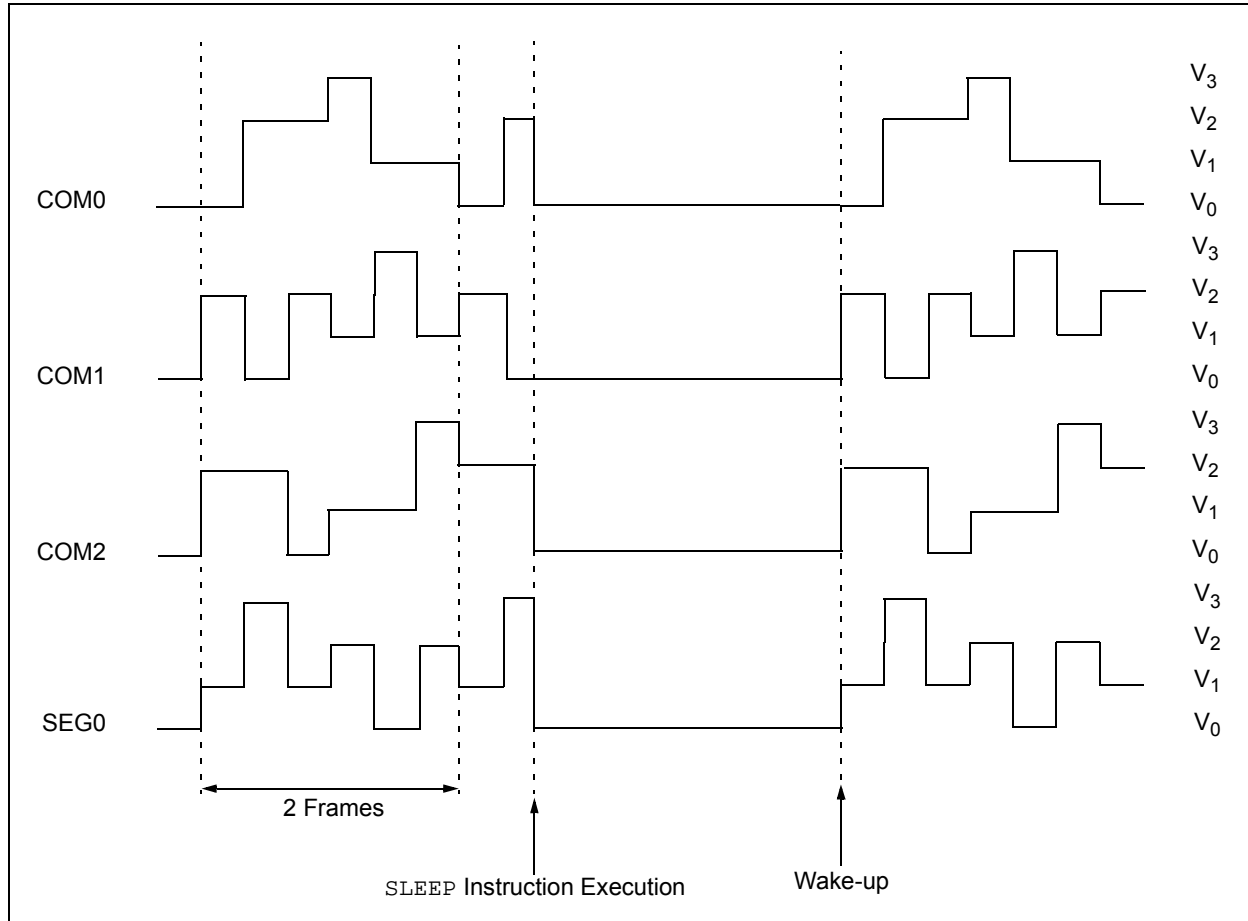 V3
V2
V1
COM0 V0
V3
V2
V1
COM1 V0
V3
V2
V1
COM2 V0
V3
V2
V1
SEG0 V0
2 Frames
SLEEP Instruction Execution
Wake-up